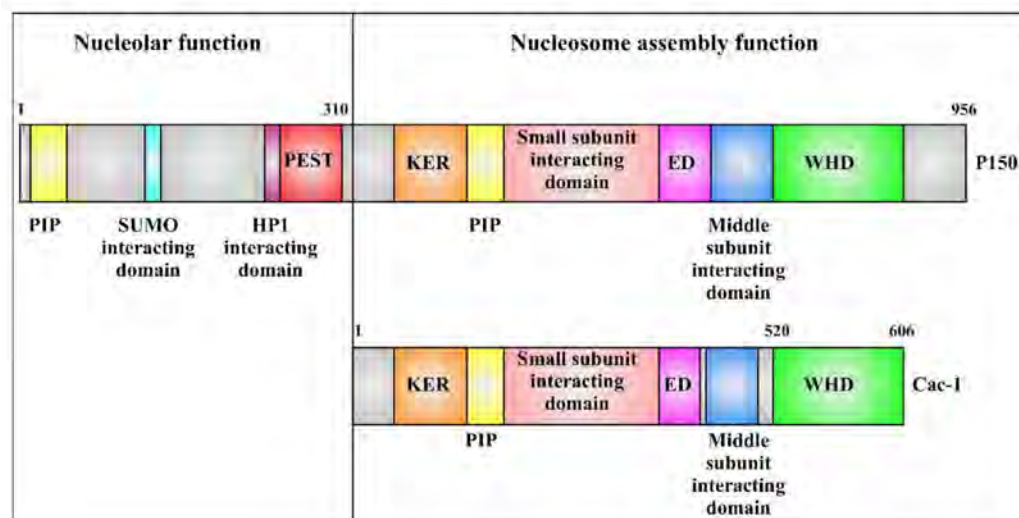 Nucleolar function
Nucleosome assembly function
1
310
956
PEST
KER
Small subunit
interacting
domain
ED
WHD
P150
PIP
SUMO
interacting
domain
HP1
interacting
domain
PIP
Middle
subunit
interacting
domain
1
520
606
KER
Small subunit
interacting
domain
ED
WHD
Cac-1
PIP
Middle
subunit
interacting
domain